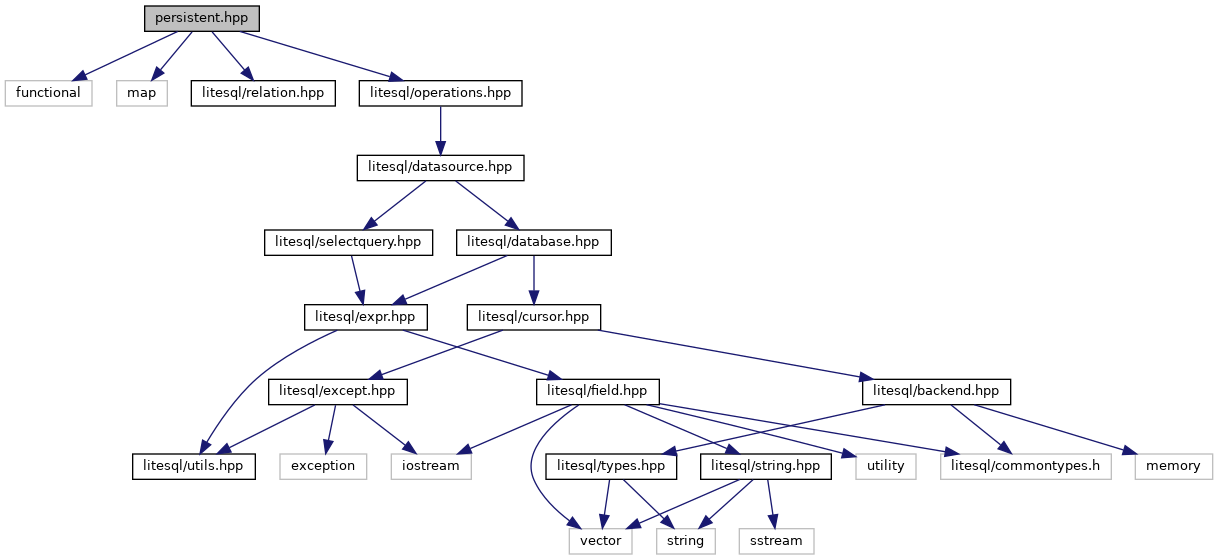 persistent.hpp
functional
map
litesql/relation.hpp
litesql/operations.hpp
litesql/datasource.hpp
litesql/selectquery.hpp
litesql/database.hpp
litesql/expr.hpp
litesql/cursor.hpp
litesql/except.hpp
litesql/field.hpp
litesql/backend.hpp
litesql/utils.hpp
exception
iostream
litesql/types.hpp
litesql/string.hpp
utility
litesql/commontypes.h
memory
vector
string
sstream